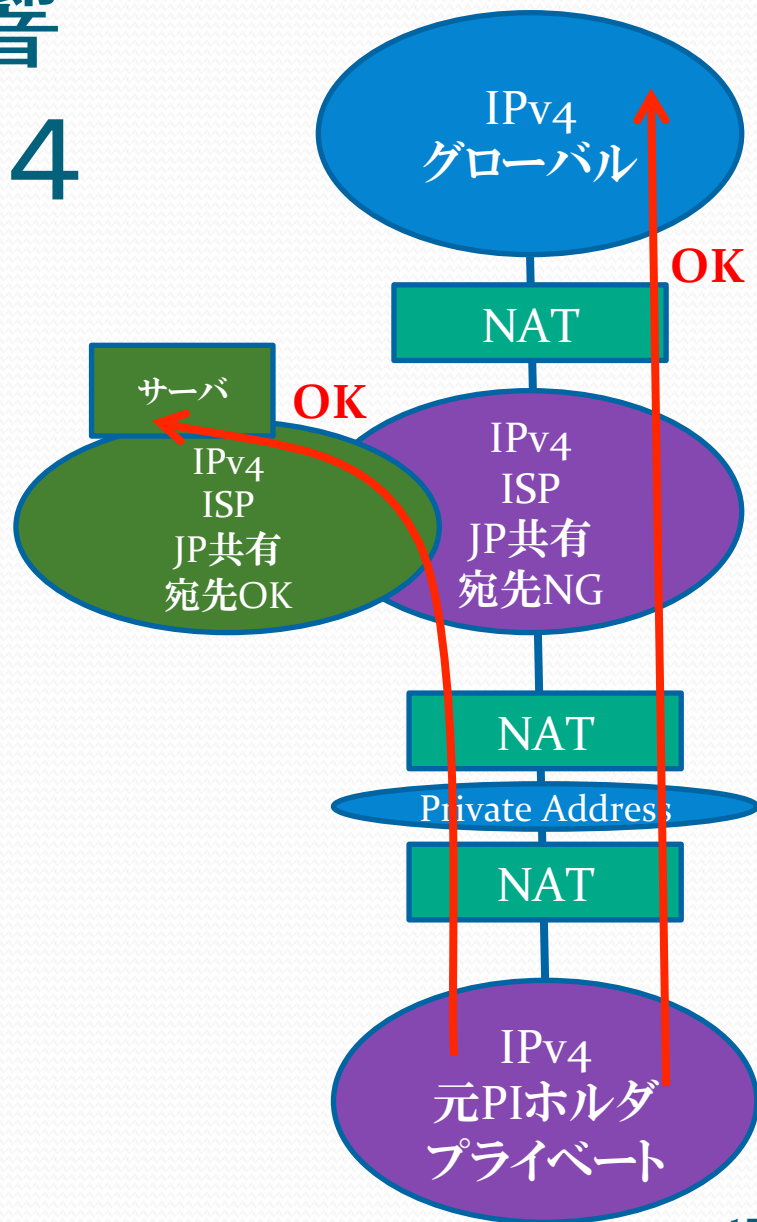 響
4
IPv4
グローバル
OK
NAT
サーバ
OK
IPv4
ISP
JP共有
宛先OK
IPv4
ISP
JP共有
宛先NG
NAT
Private Address
NAT
IPv4
元PIホルダ
プライベート